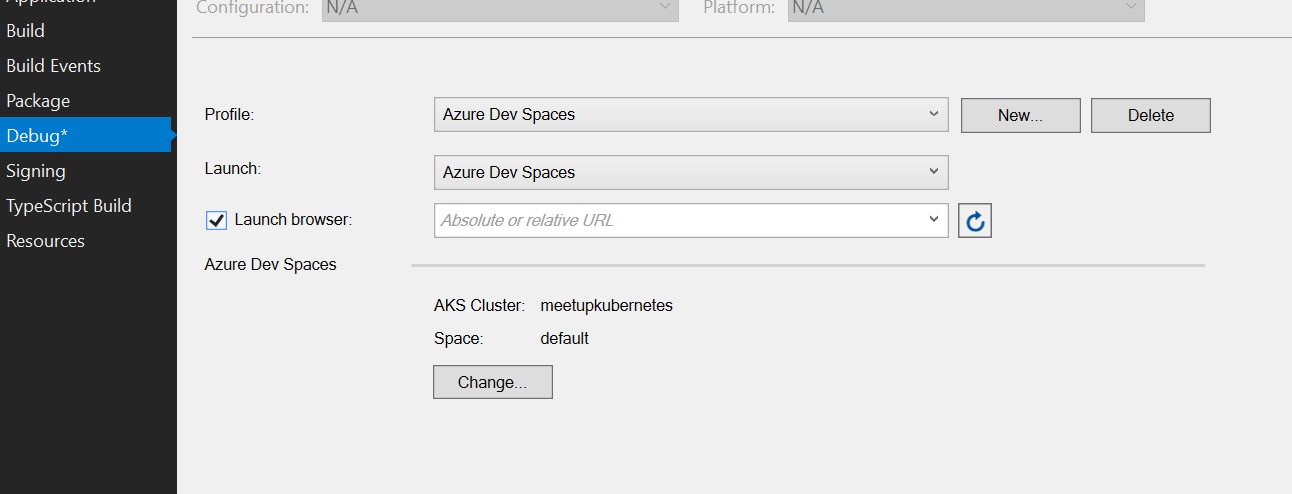 Application
Configuration: N/A Platform: N/A
Build
Build Events
Package
Debug*
Signing
TypeScript Build
Resources
Profile: Azure Dev Spaces New... Delete
Launch: Azure Dev Spaces
Launch browser: Absolute or relative URL
Azure Dev Spaces
AKS Cluster: meetupkubernetes
Space: default
Change...